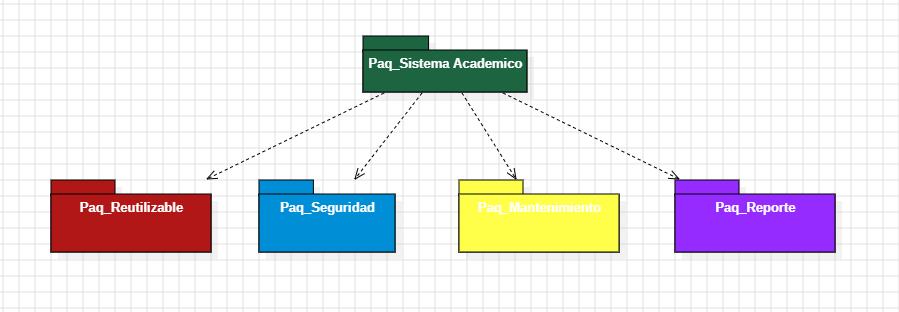 Paq_Sistema Academico
Paq_Reutilizable
Paq_Seguridad
Paq_Mantenimiento
Paq_Reporte